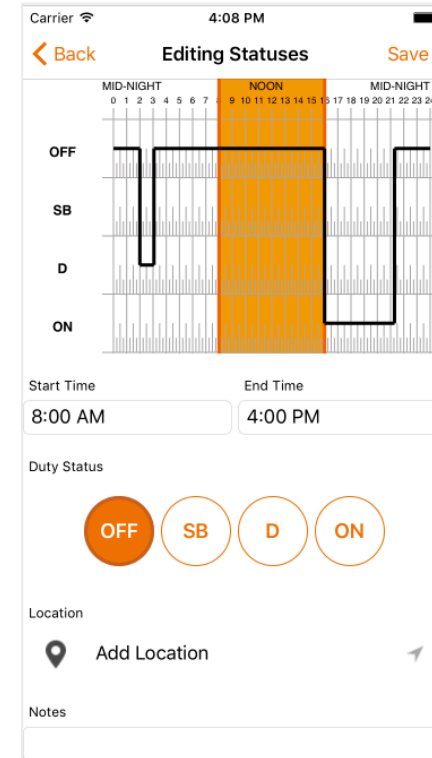 Carrier 4:08 PM
Back Editing Statuses Save
MID-NIGHT NOON MID-NIGHT
0 1 2 3 4 5 6 7 9 10 11 12 13 14 15 17 18 19 20 21 22 23
OFF
SB
D
ON
Start Time End Time
8:00 AM 4:00 PM
Duty Status
OFF SB D ON
Location
Add Location
Notes